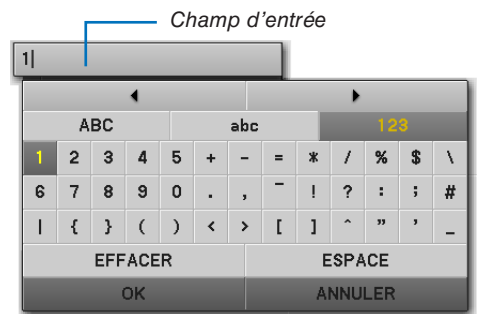 Champ d'entrée
1|
◀ ▶
ABC abc 123
1 2 3 4 5 + - = * / % $ \
6 7 8 9 0 . , ‾ ! ? : ; #
| { } ( ) < > [ ] ^ " ' _
EFFACER ESPACE
OK ANNULER